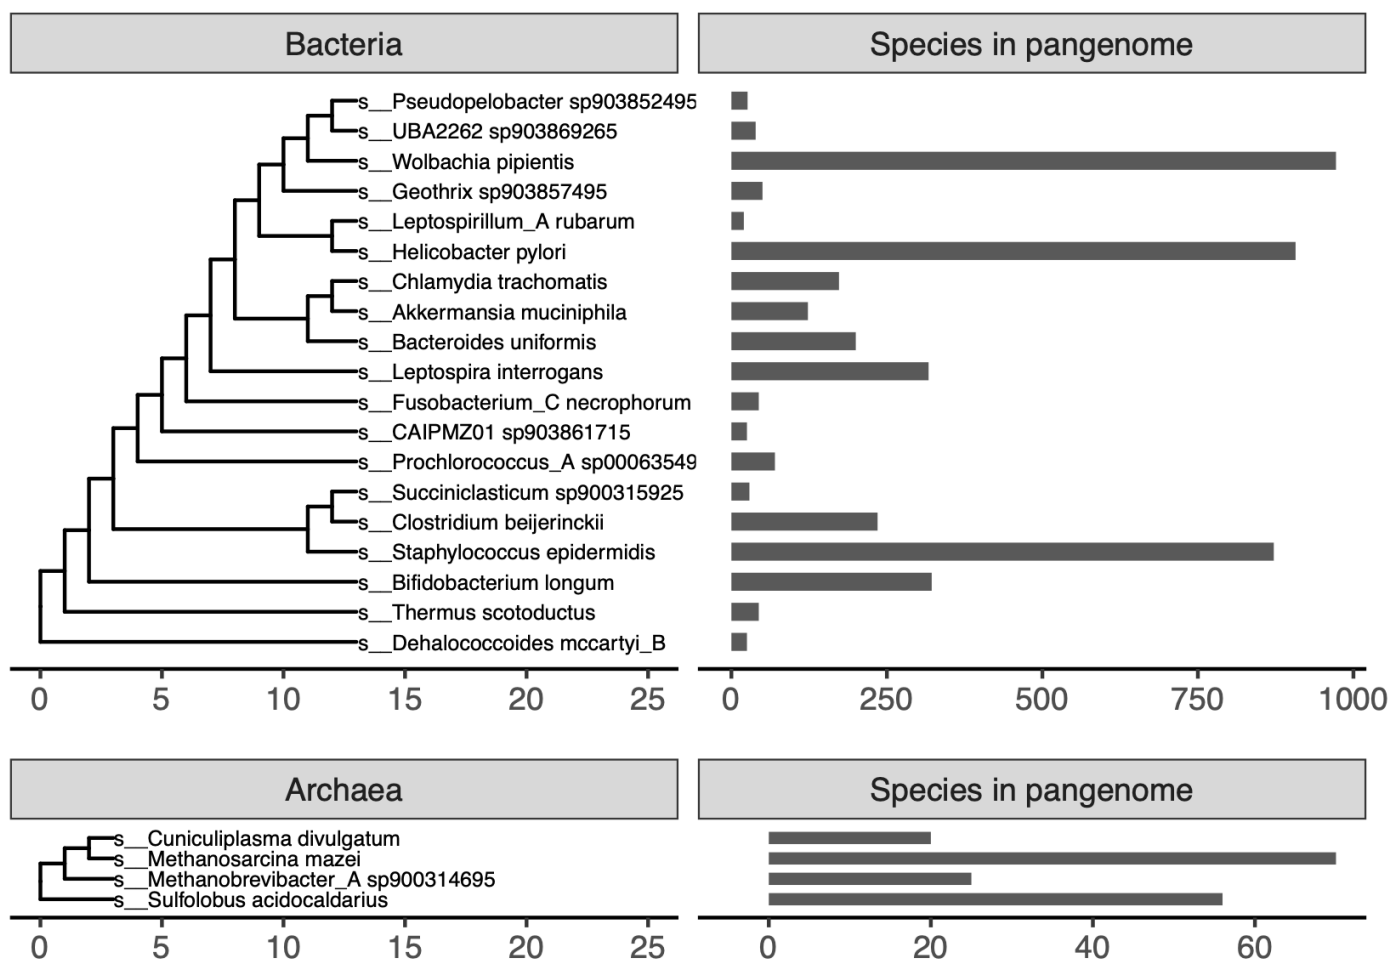 Bacteria
Species in pangenome
s__Pseudopelobacter sp903852495
s__UBA2262 sp903869265
s__Wolbachia pipientis
s__Geothrix sp903857495
s__Leptospirillum_A rubarum
s__Helicobacter pylori
s__Chlamydia trachomatis
s__Akkermansia muciniphila
s__Bacteroides uniformis
s__Leptospira interrogans
s__Fusobacterium_C necrophorum
s__CAIPMZ01 sp903861715
s__Prochlorococcus_A sp00063549
s__Succiniclasticum sp900315925
s__Clostridium beijerinckii
s__Staphylococcus epidermidis
s__Bifidobacterium longum
s__Thermus scotoductus
s__Dehalococcoides mccartyi_B
0 5 10 15 20 25
0 250 500 750 1000
Archaea
Species in pangenome
s__Cuniculiplasma divulgatum
s__Methanosarcina mazei
s__Methanobrevibacter_A sp900314695
s__Sulfolobus acidocaldarius
0 5 10 15 20 25
0 20 40 60